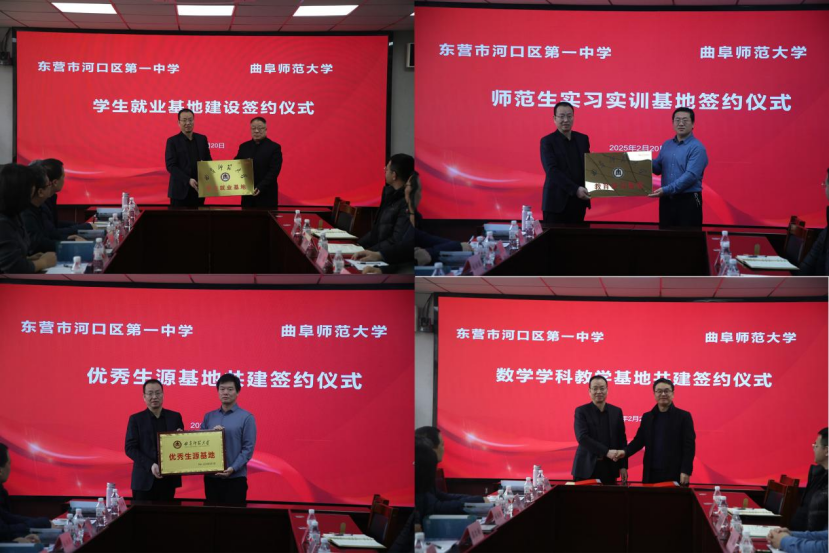 东营市河口区第一中学 曲阜师范大学
学生就业基地建设签约仪式
20日
就业基地
东营市河口区第一中学 曲阜师范大学
师范生实习实训基地签约仪式
2025年2月20
东营市河口区第一中学 曲阜师范大学
优秀生源基地共建签约仪式
曲阜师范大学
优秀生源基地
东营市河口区第一中学 曲阜师范大学
数学学科教学基地共建签约仪式
年2月2